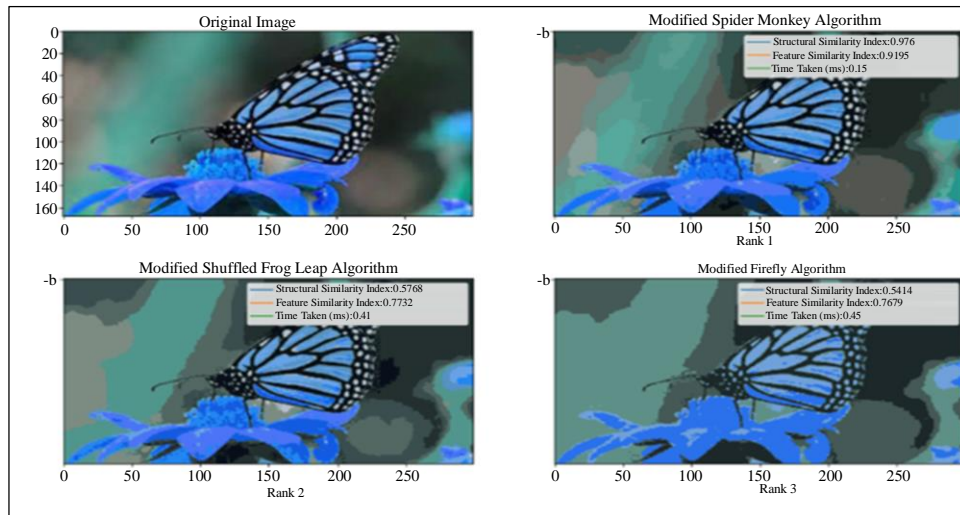 Original Image
0
20
40
60
80
100
120
140
160
0 50 100 150 200 250
Modified Spider Monkey Algorithm
-b
Structural Similarity Index:0.976
Feature Similarity Index:0.9195
Time Taken (ms):0.15
0 50 100 150 200 250
Rank 1
Modified Shuffled Frog Leap Algorithm
-b
Structural Similarity Index:0.5768
Feature Similarity Index:0.7732
Time Taken (ms):0.41
0 50 100 150 200 250
Rank 2
Modified Firefly Algorithm
-b
Structural Similarity Index:0.5414
Feature Similarity Index:0.7679
Time Taken (ms):0.45
0 50 100 150 200 250
Rank 3